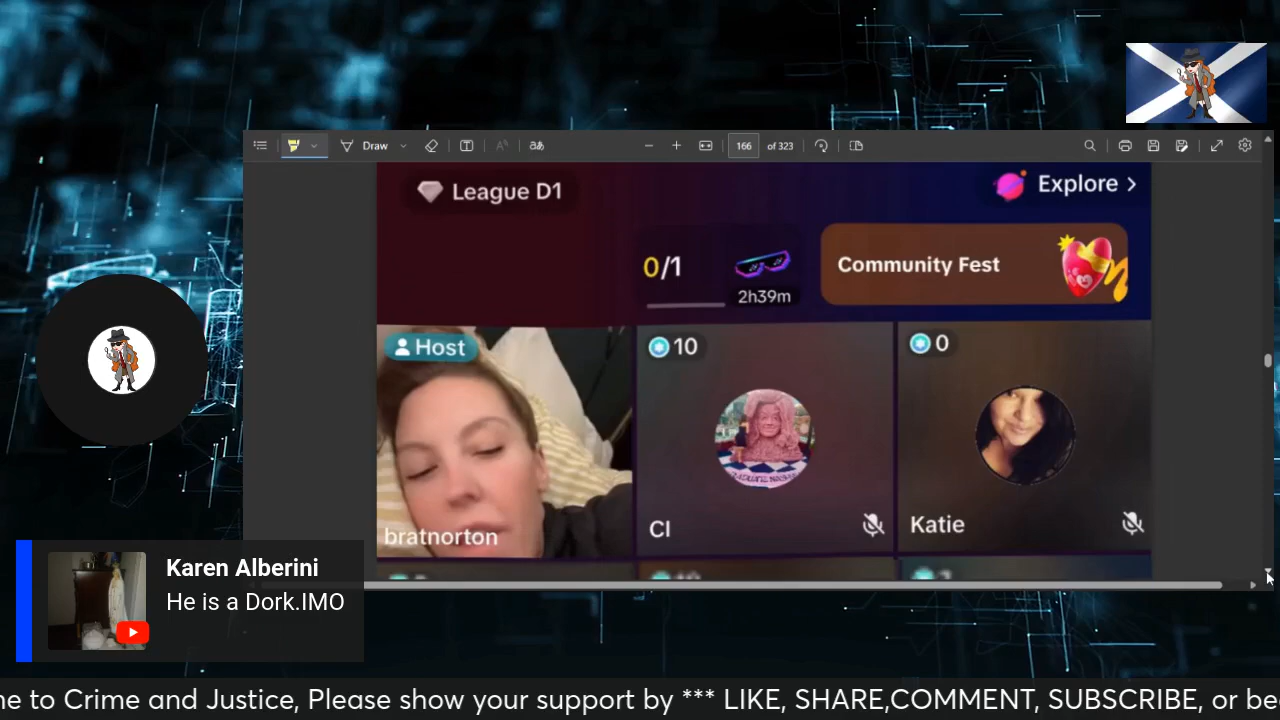 Draw
166
of 323
League D1
Explore
0/1
2h39m
Community Fest
Host
bratnorton
10
CI
0
Katie
Karen Alberini
He is a Dork.IMO
ne to Crime and Justice, Please show your support by *** LIKE, SHARE,COMMENT, SUBSCRIBE, or be